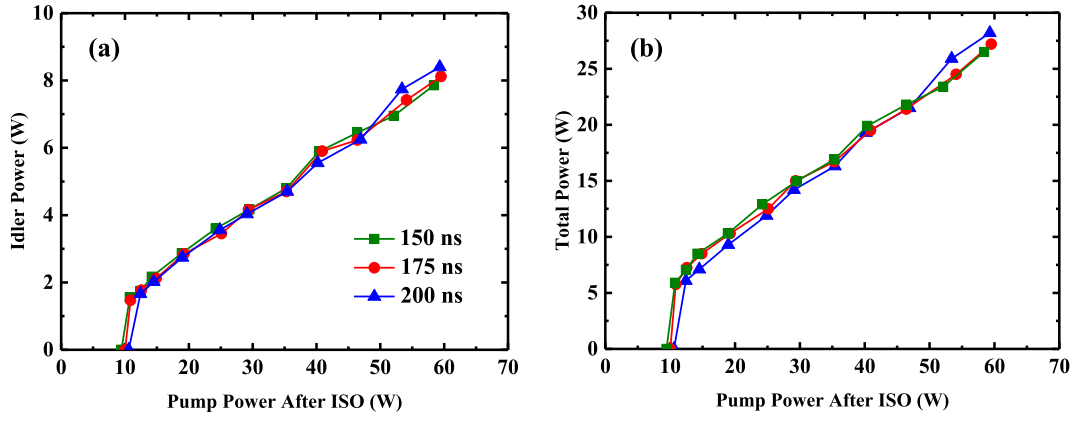 10
8
6
4
2
0
Idler Power (W)
(a)
150 ns
175 ns
200 ns
0 10 20 30 40 50 60 70
Pump Power After ISO (W)
30
25
20
15
10
5
0
Total Power (W)
(b)
0 10 20 30 40 50 60 70
Pump Power After ISO (W)